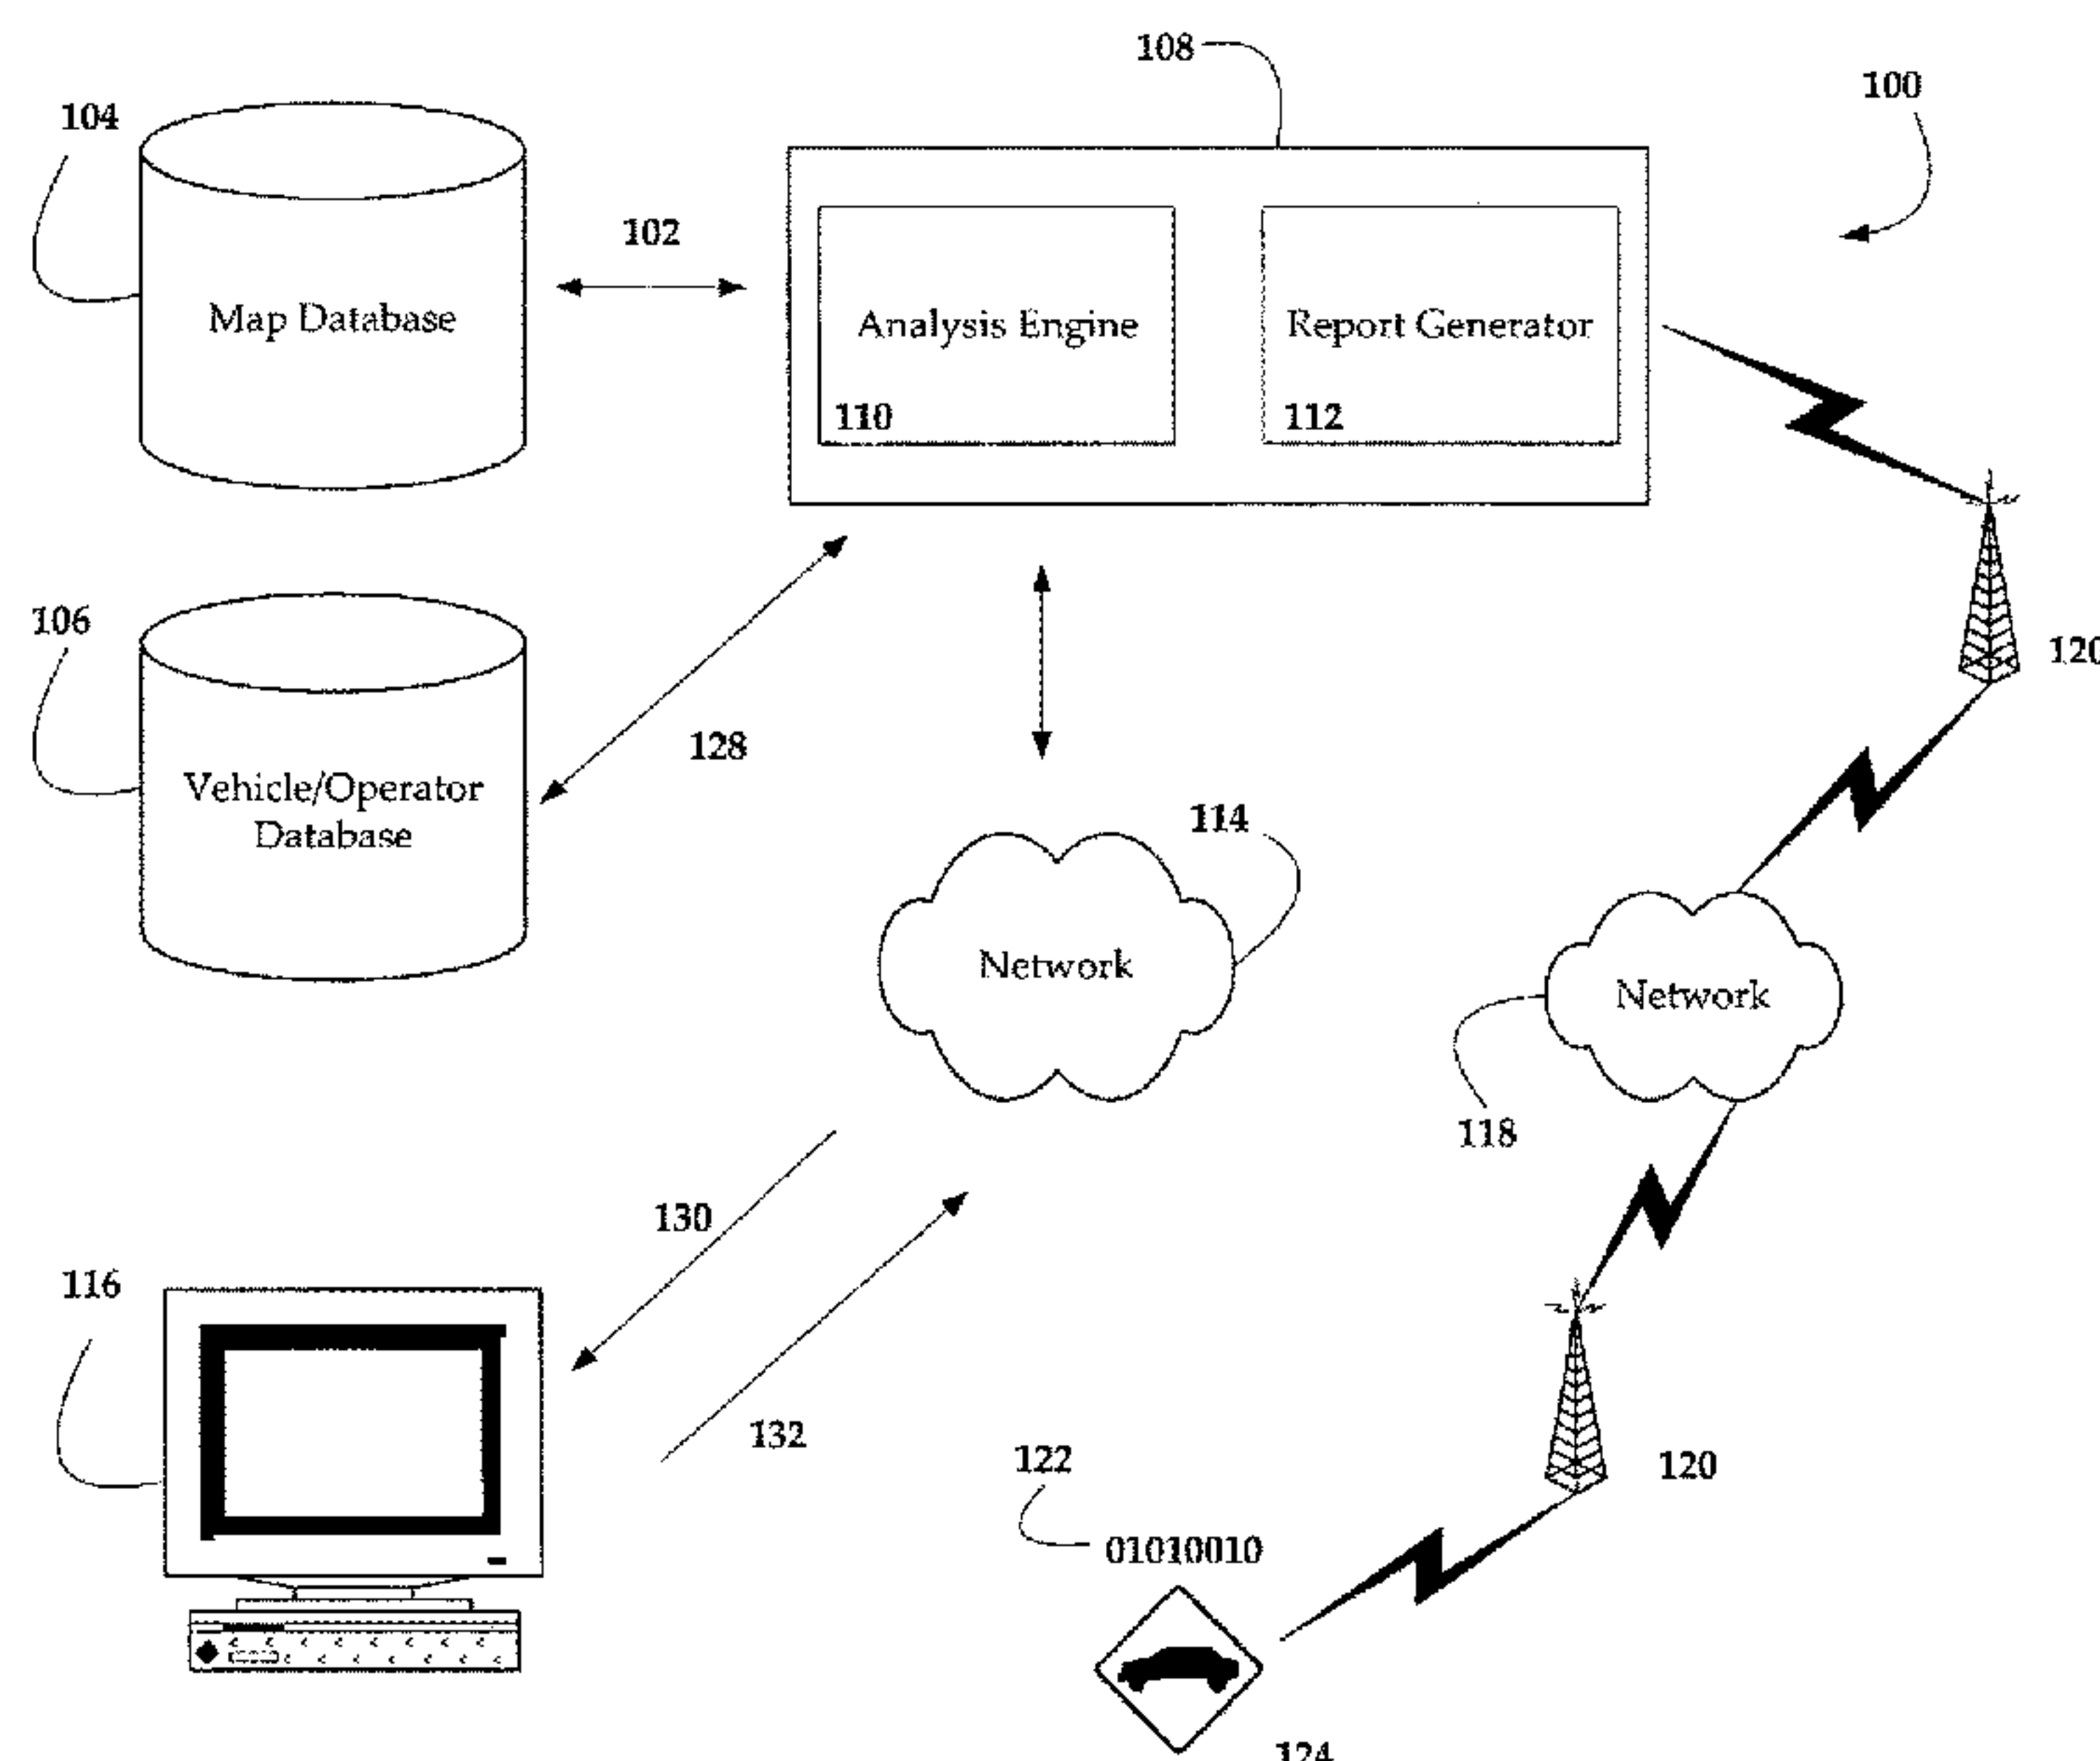 108
100
104
102
Map Database
Analysis Engine
Report Generator
110
112
106
120
128
Vehicle/Operator
Database
114
Network
Network
118
130
116
132
122
120
01010010
124